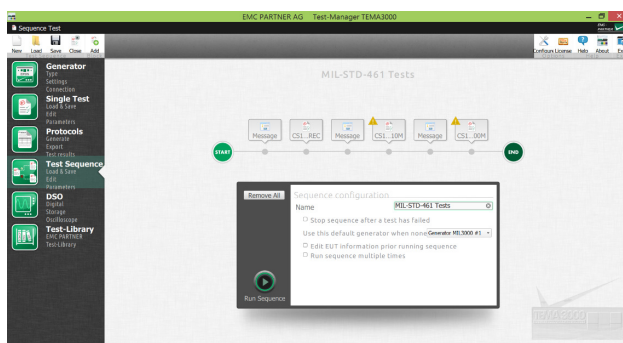 EMC PARTNER AG Test-Manager TEMA3000
Sequence Test
EMC PARTNER
New Load Save Close Add
License Help About
Generator
Type
Settings
Connection
Single Test
Load & Save
Edit
Parameters
Protocols
Generate
Export
Test results
Test Sequence
Load & Save
Edit
Parameters
DSO
Digital
Storage
Oscilloscope
Test-Library
EMC PARTNER
Test-Library
MIL-STD-461 Tests
Message CS1...REC Message CS1...10M Message CS1...00M
START
END
Remove All
Sequence configuration
Name MIL-STD-461 Tests
Stop sequence after a test has failed
Use this default generator when none Generator MIL3000 #1
Edit EUT information prior running sequence
Run sequence multiple times
Run Sequence
TEMA3000